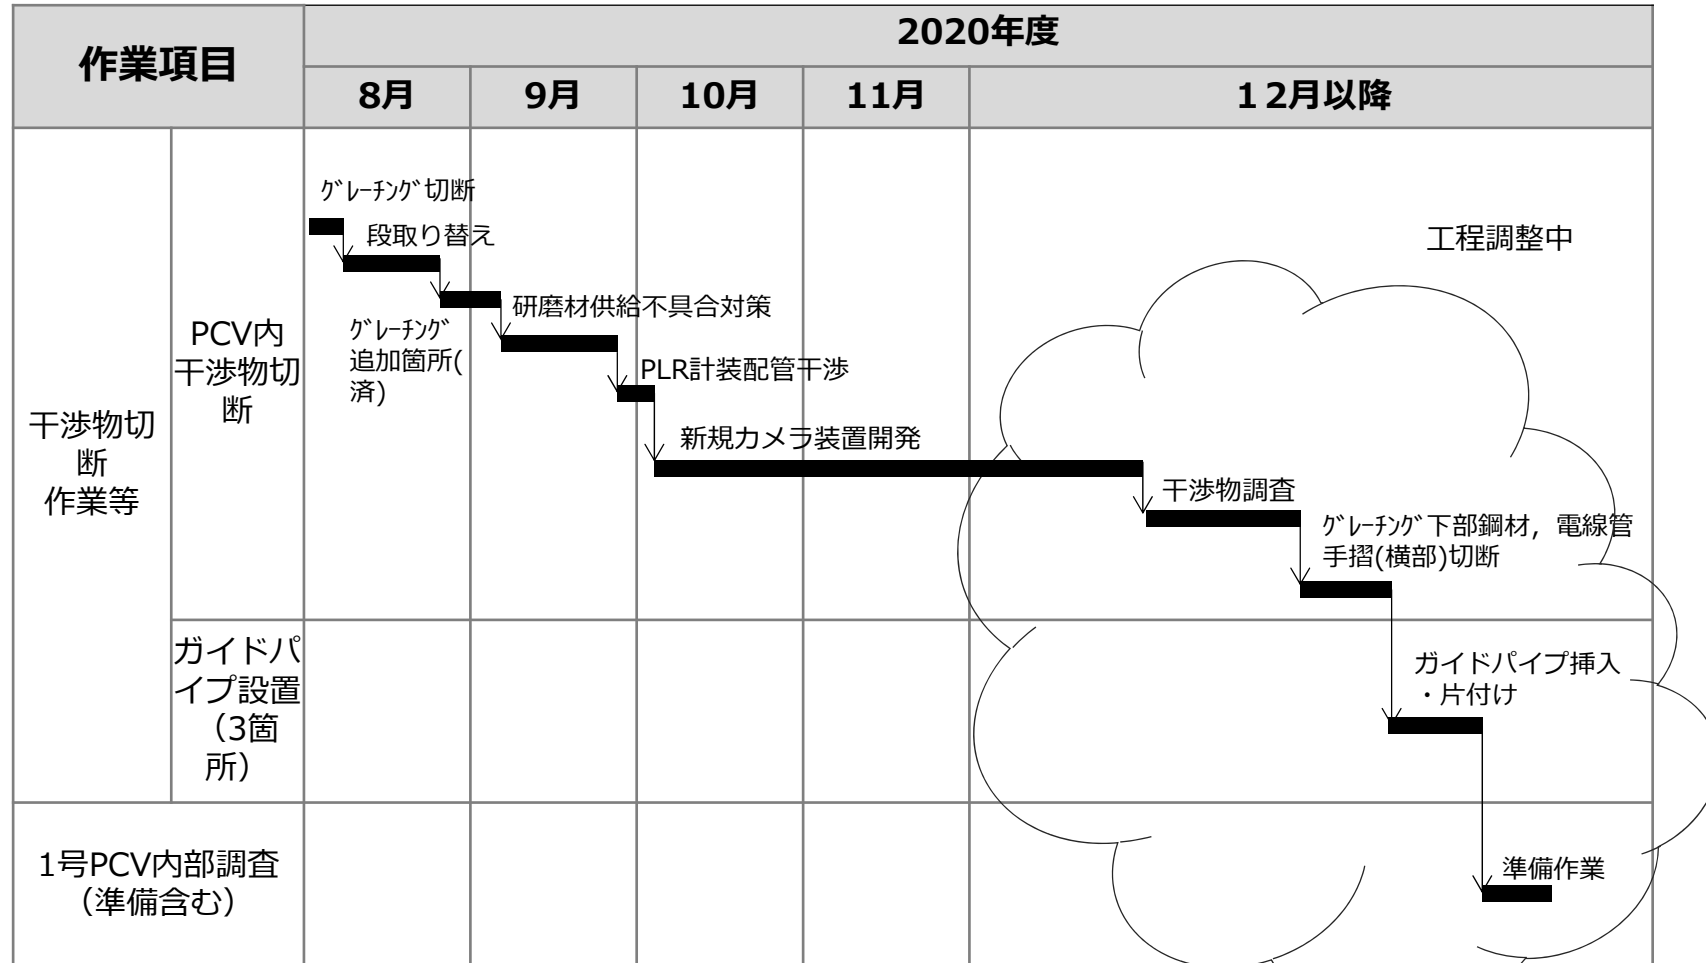 作業項目
2020年度
8月
9月
10月
11月
１2月以降
干渉物切
断
作業等
PCV内
干渉物切
断
ｸﾞﾚｰﾁﾝｸﾞ切断
段取り替え
ｸﾞﾚｰﾁﾝｸﾞ
追加箇所(
済)
研磨材供給不具合対策
PLR計装配管干渉
新規カメラ装置開発
工程調整中
干渉物調査
ｸﾞﾚｰﾁﾝｸﾞ下部鋼材，電線管
手摺(横部)切断
ガイドパ
イプ設置
（3箇
所）
ガイドパイプ挿入
・片付け
1号PCV内部調査
（準備含む）
準備作業